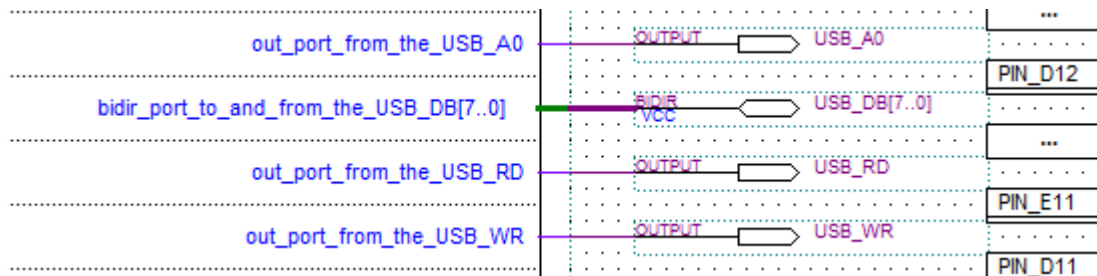 ...
out_port_from_the_USB_A0 OUTPUT USB_A0
PIN_D12
bidir_port_to_and_from_the_USB_DB[7..0] BIDIR USB_DB[7..0]
VCC
...
out_port_from_the_USB_RD OUTPUT USB_RD
PIN_E11
out_port_from_the_USB_WR OUTPUT USB_WR
PIN_D11